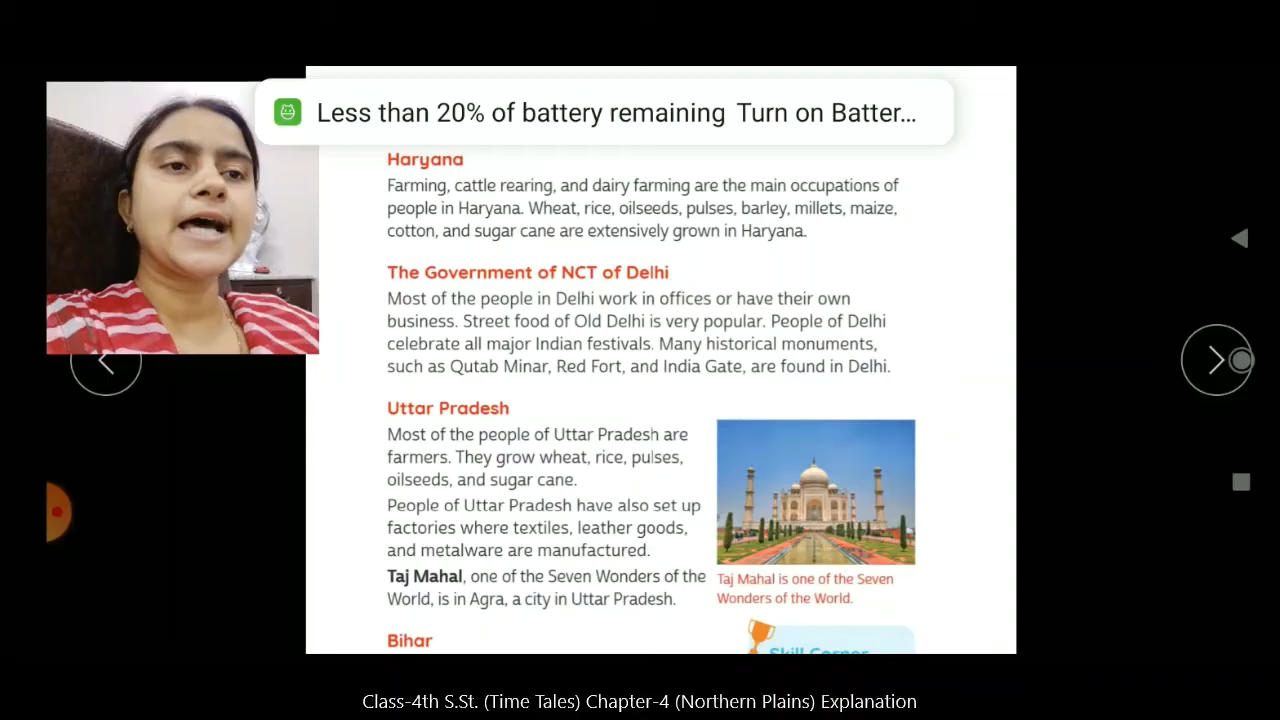 Less than 20% of battery remaining Turn on Batter...
Haryana
Farming, cattle rearing, and dairy farming are the main occupations of
people in Haryana. Wheat, rice, oilseeds, pulses, barley, millets, maize,
cotton, and sugar cane are extensively grown in Haryana.
The Government of NCT of Delhi
Most of the people in Delhi work in offices or have their own
business. Street food of Old Delhi is very popular. People of Delhi
celebrate all major Indian festivals. Many historical monuments,
such as Qutab Minar, Red Fort, and India Gate, are found in Delhi.
Uttar Pradesh
Most of the people of Uttar Pradesh are
farmers. They grow wheat, rice, pulses,
oilseeds, and sugar cane.
People of Uttar Pradesh have also set up
factories where textiles, leather goods,
and metalware are manufactured.
Taj Mahal, one of the Seven Wonders of the
World, is in Agra, a city in Uttar Pradesh.
Taj Mahal is one of the Seven
Wonders of the World.
Bihar
Skill Corner
Class-4th S.St. (Time Tales) Chapter-4 (Northern Plains) Explanation